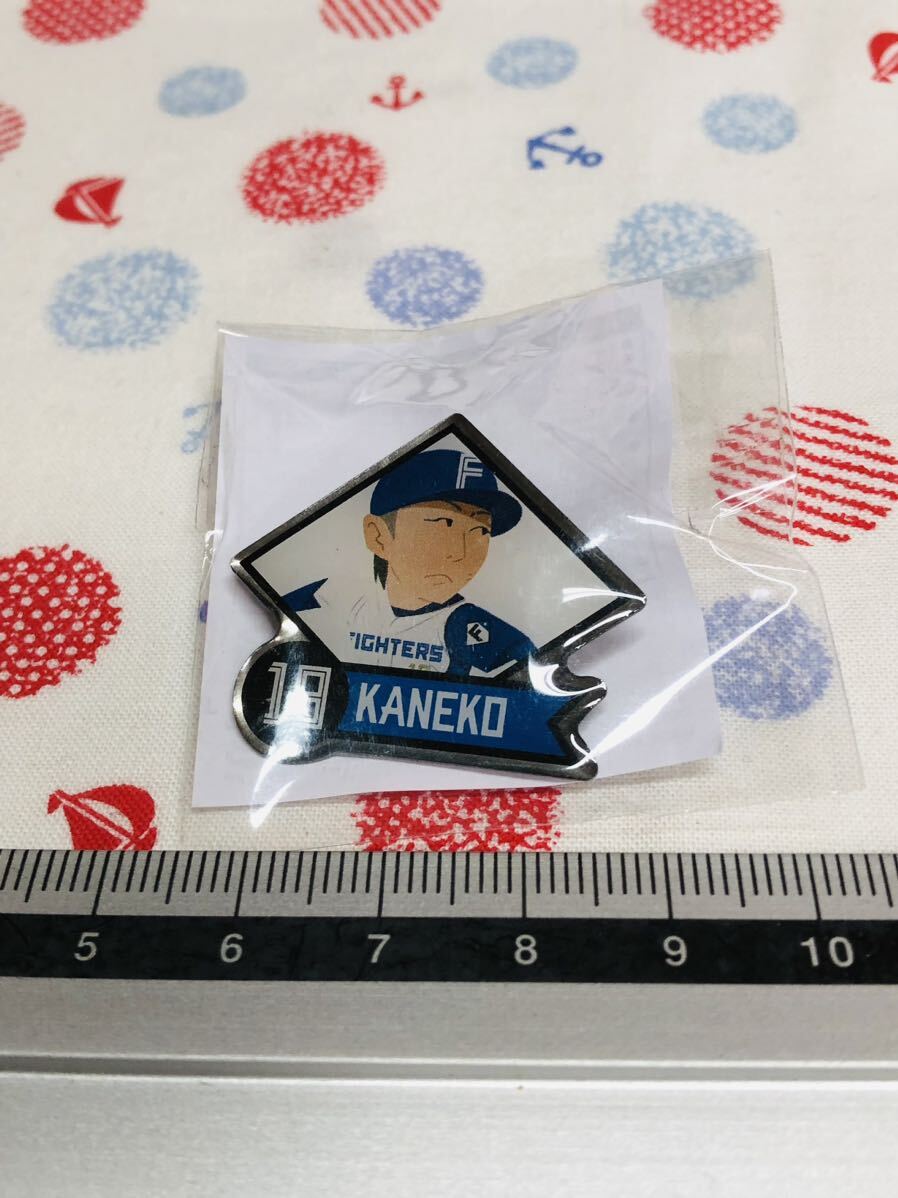 F
F
FIGHTERS
18 KANEKO
5 6 7 8 9 10